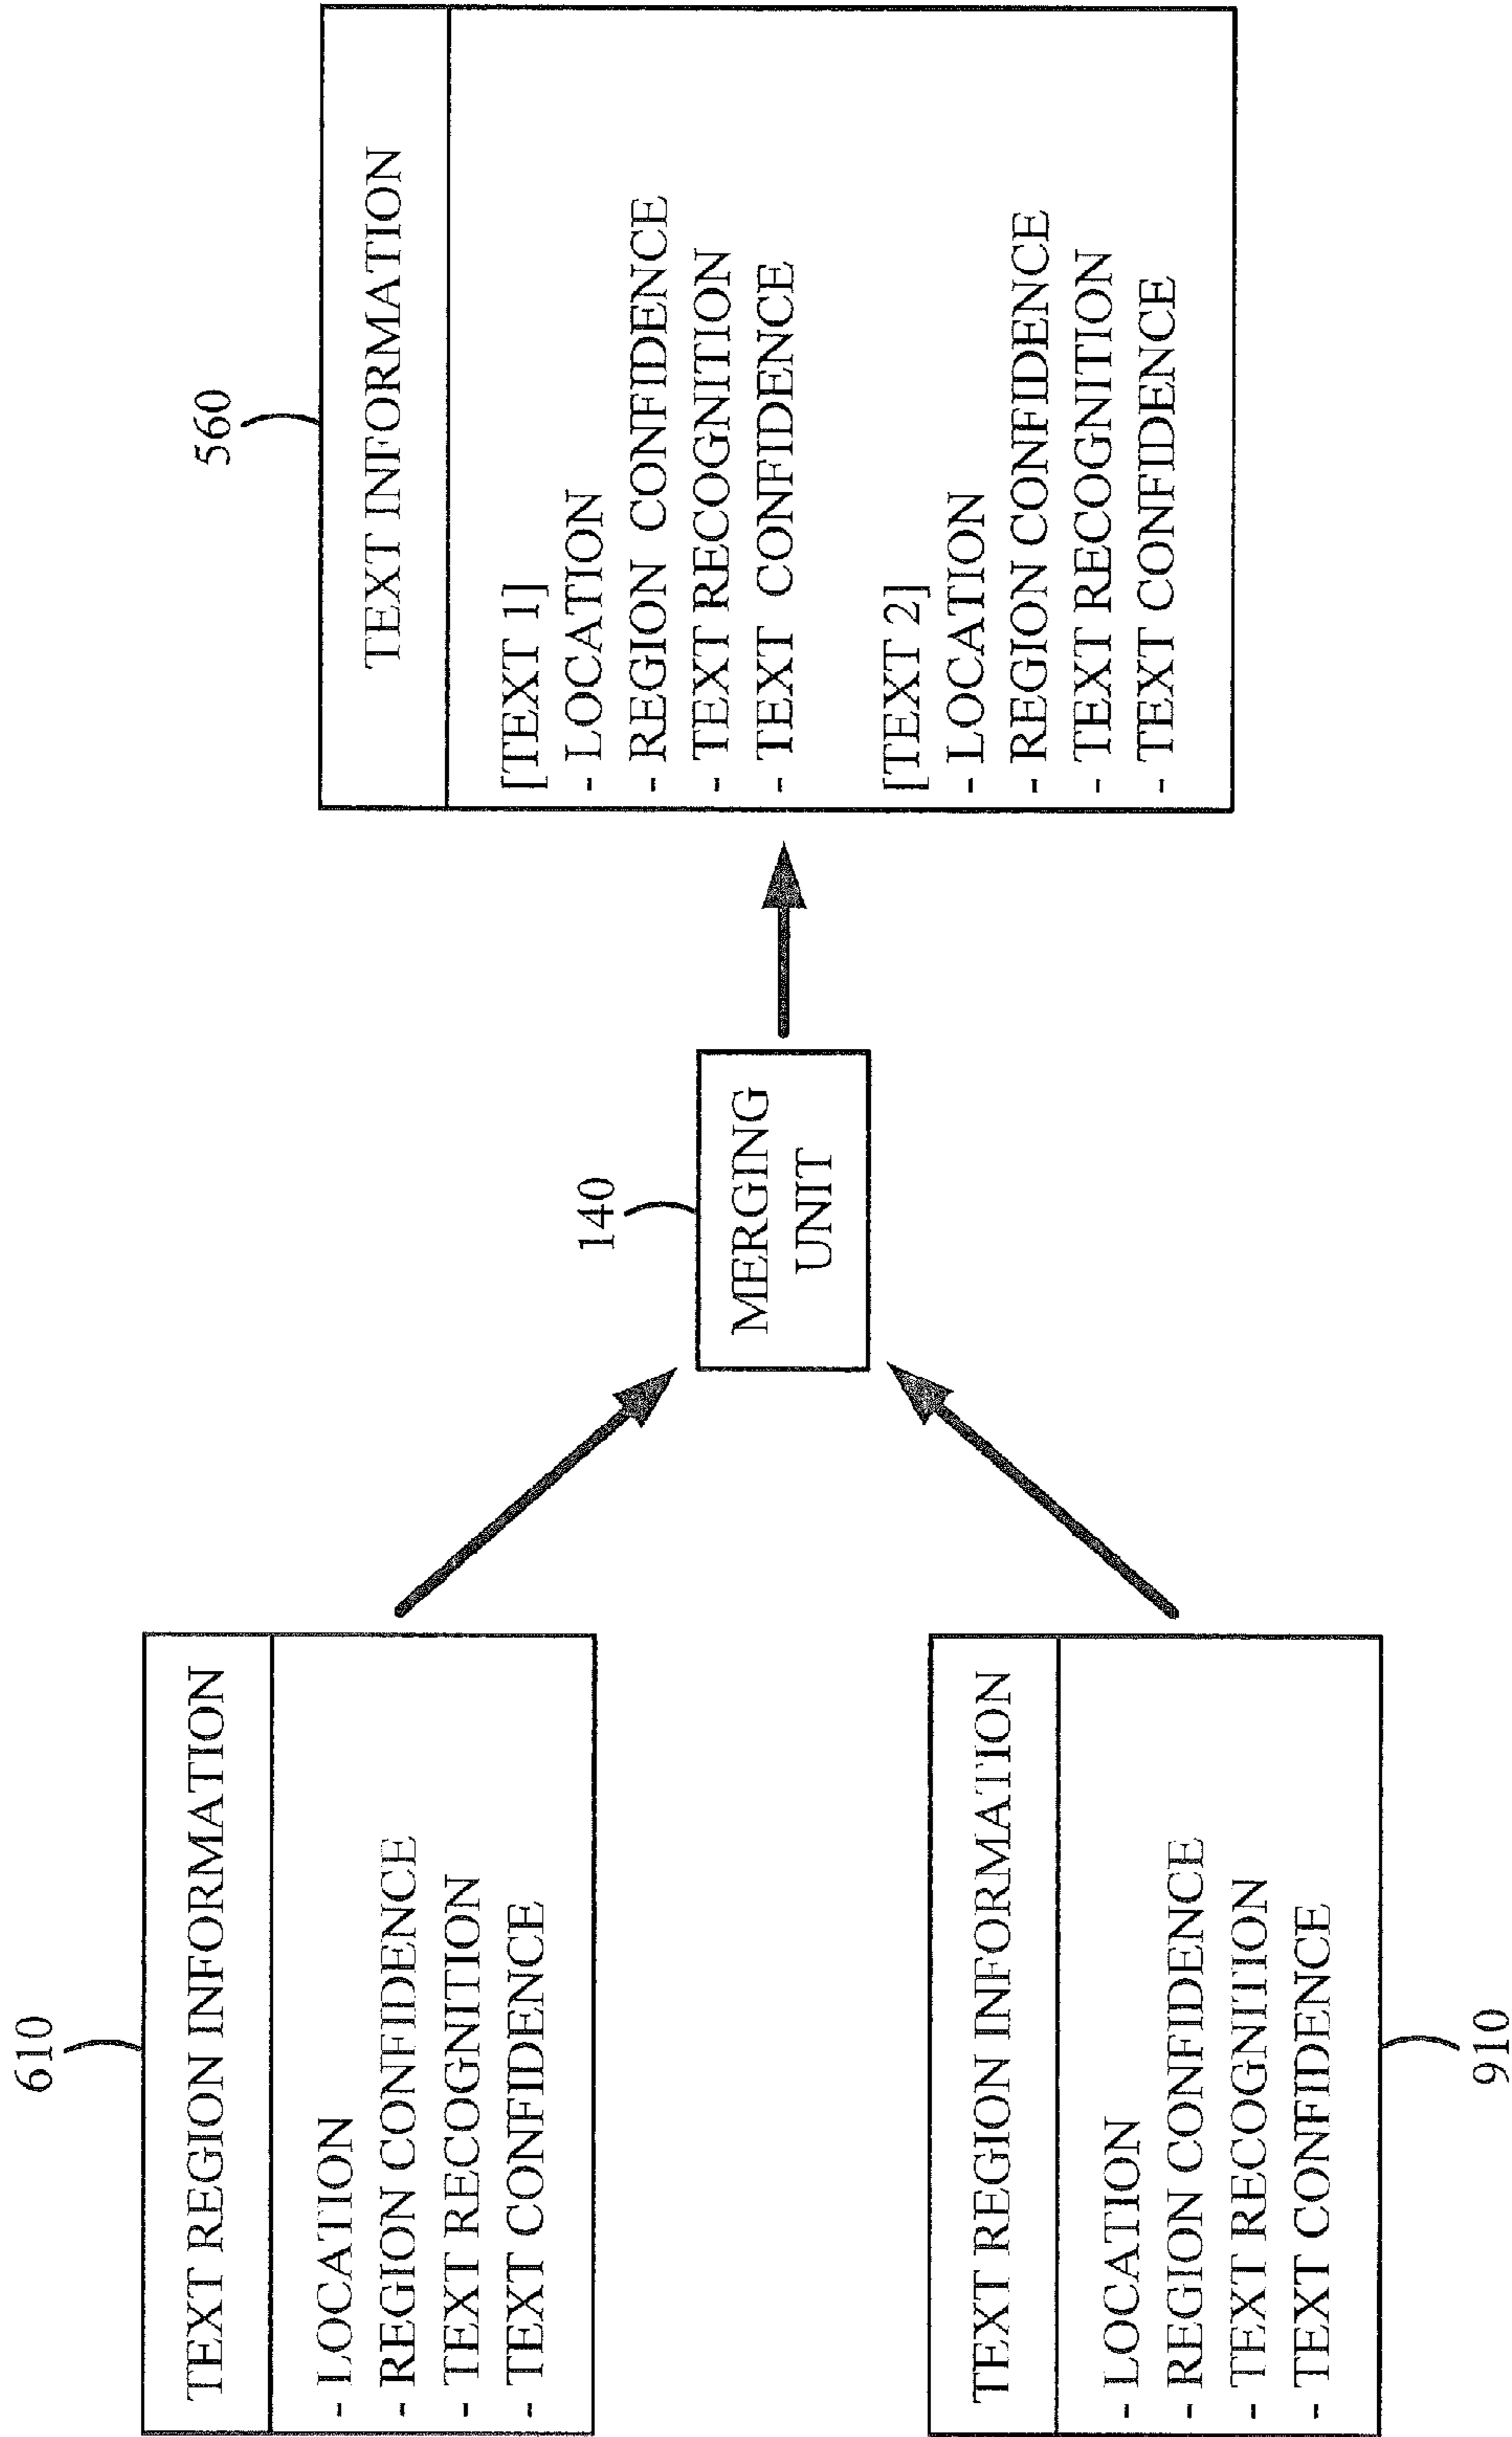 610
TEXT REGION INFORMATION
- LOCATION
- REGION CONFIDENCE
- TEXT RECOGNITION
- TEXT CONFIDENCE
TEXT REGION INFORMATION
- LOCATION
- REGION CONFIDENCE
- TEXT RECOGNITION
- TEXT CONFIDENCE
910
140
MERGING
UNIT
560
TEXT INFORMATION
[TEXT 1]
- LOCATION
- REGION CONFIDENCE
- TEXT RECOGNITION
- TEXT CONFIDENCE
[TEXT 2]
- LOCATION
- REGION CONFIDENCE
- TEXT RECOGNITION
- TEXT CONFIDENCE